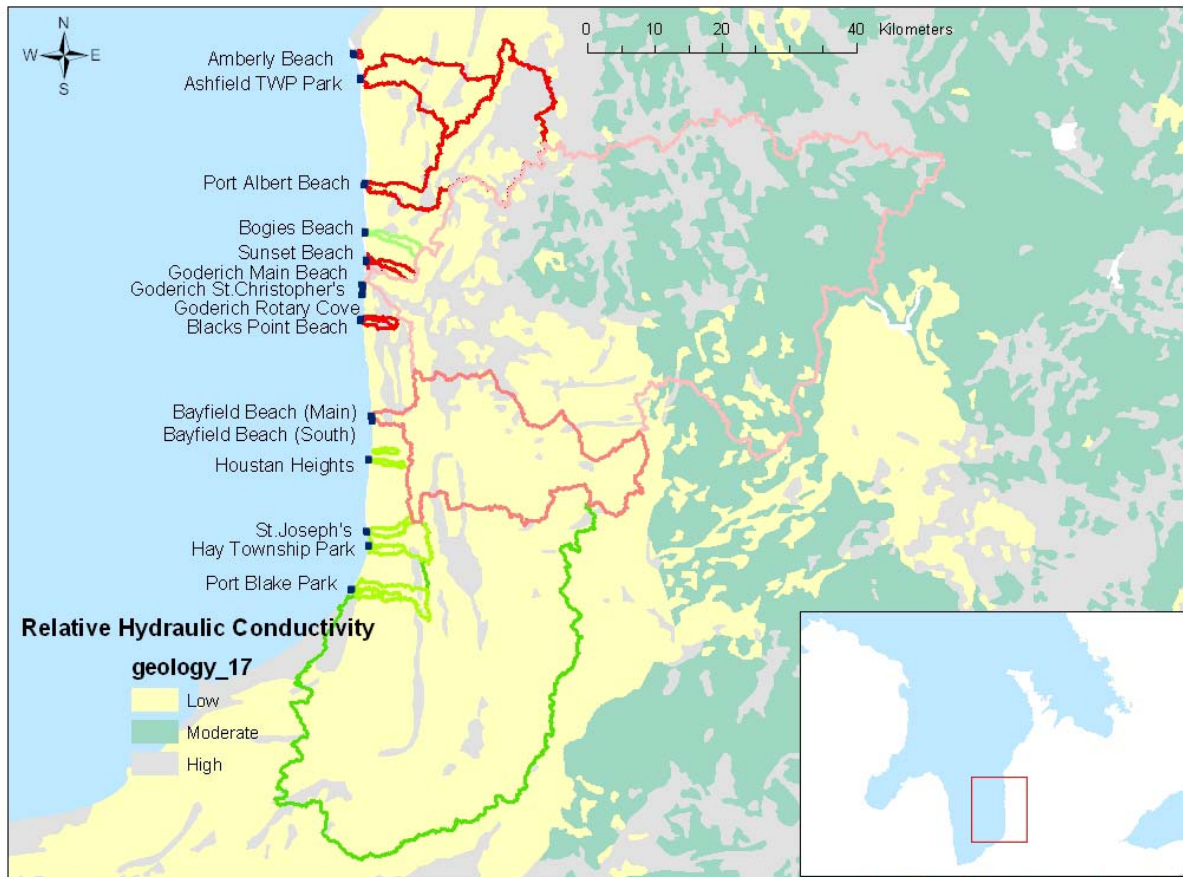 N
W E
S
0 10 20 40 Kilometers
Amberly Beach
Ashfield TWP Park
Port Albert Beach
Bogies Beach
Sunset Beach
Goderich Main Beach
Goderich St.Christopher's
Goderich Rotary Cove
Blacks Point Beach
Bayfield Beach (Main)
Bayfield Beach (South)
Houstan Heights
St.Joseph's
Hay Township Park
Port Blake Park
Relative Hydraulic Conductivity
geology_17
Low
Moderate
High